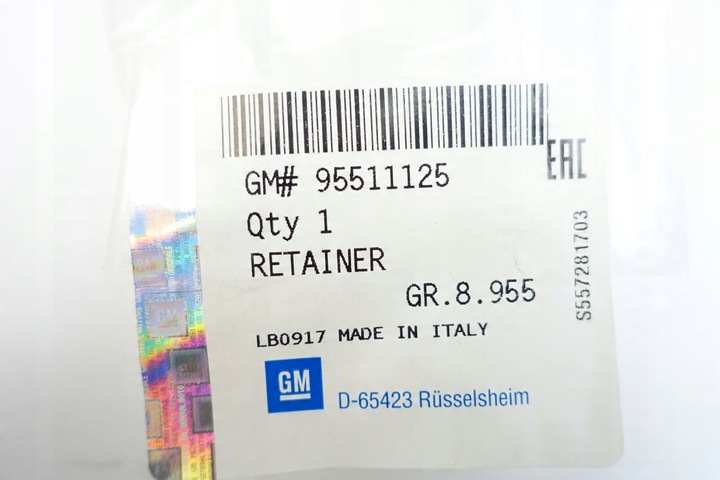 EAC
GM# 95511125
Qty 1
RETAINER
GR.8.955
S557281703
LB0917 MADE IN ITALY
GM
D-65423 Rüsselsheim